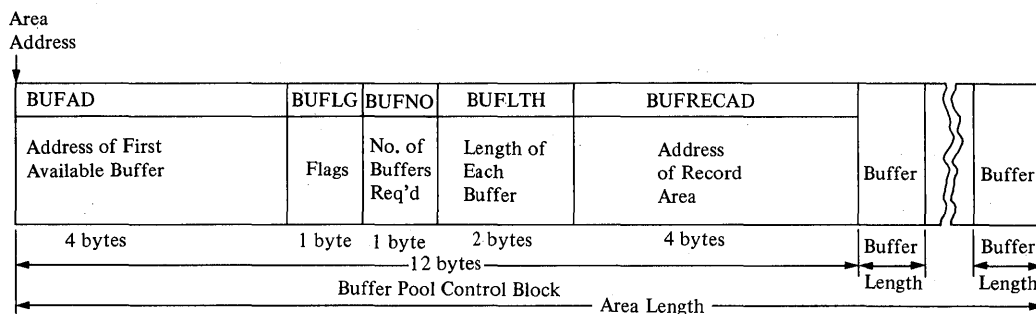 Area
Address
BUFAD BUFLG BUFNO BUFLTH BUFRECAD
Address of First
Available Buffer
Flags
No. of
Buffers
Req'd
Length of
Each
Buffer
Address
of Record
Area
Buffer
Buffer
4 bytes 1 byte 1 byte 2 bytes 4 bytes
Buffer
Length
Buffer
Length
12 bytes
Buffer Pool Control Block
Area Length